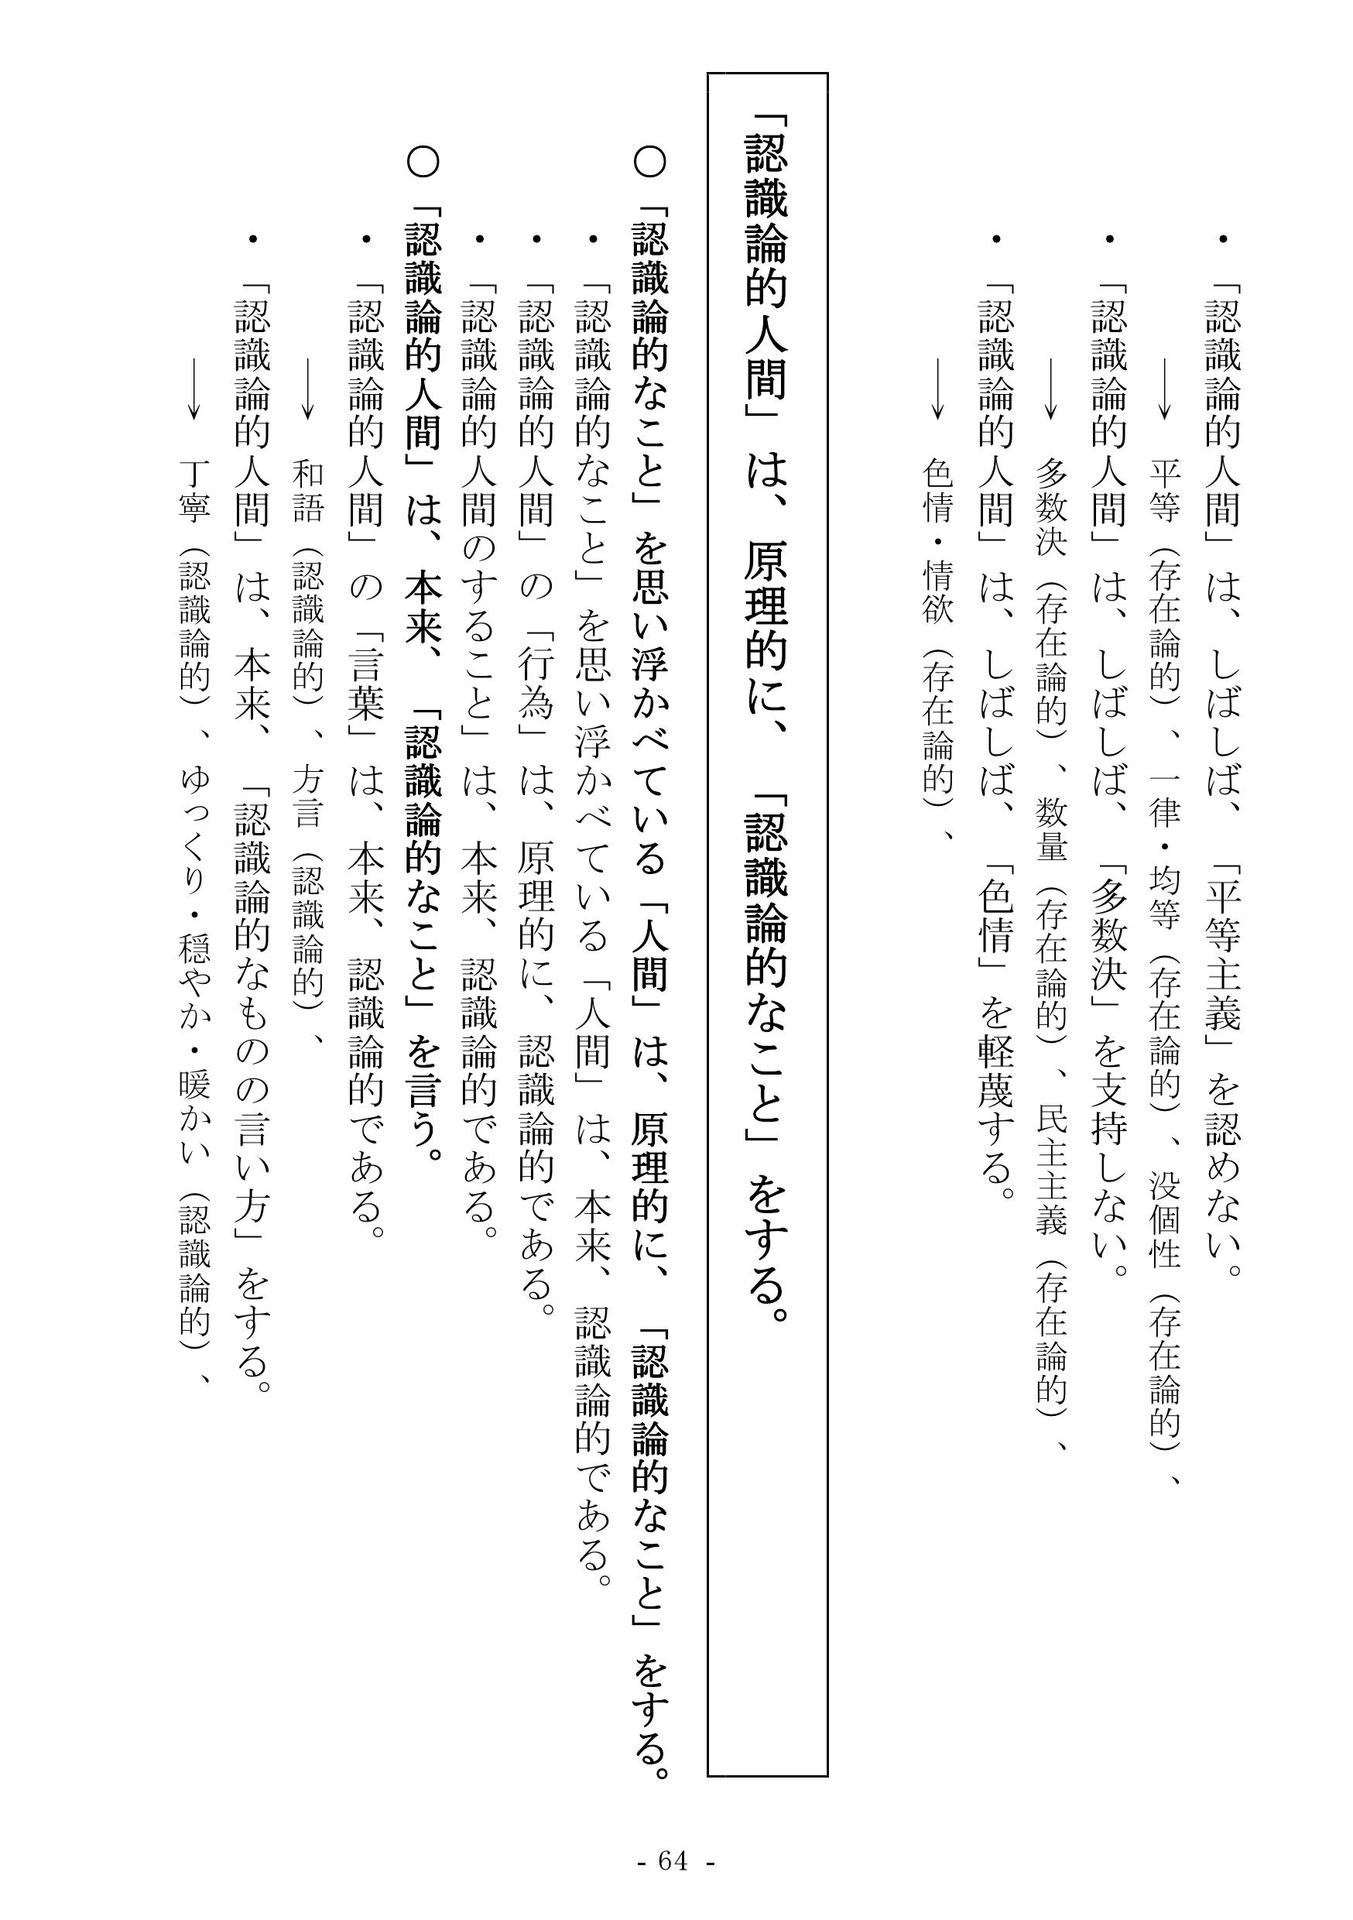 ・「認識論的人間」は、しばしば、「平等主義」を認めない。
→ 平等（存在論的）、一律・均等（存在論的）、没個性（存在論的）、
・「認識論的人間」は、しばしば、「多数決」を支持しない。
→ 多数決（存在論的）、数量（存在論的）、民主主義（存在論的）、
・「認識論的人間」は、しばしば、「色情」を軽蔑する。
→ 色情・情欲（存在論的）、
「認識論的人間」は、原理的に、「認識論的なこと」をする。
○「認識論的なこと」を思い浮かべている「人間」は、原理的に、「認識論的なこと」をする。
・「認識論的なこと」を思い浮かべている「人間」は、本来、認識論的である。
・「認識論的人間」の「行為」は、原理的に、認識論的である。
・「認識論的人間のすること」は、本来、認識論的である。
○「認識論的人間」は、本来、「認識論的なこと」を言う。
・「認識論的人間」の「言葉」は、本来、認識論的である。
→ 和語（認識論的）、方言（認識論的）、
・「認識論的人間」は、本来、「認識論的なものの言い方」をする。
→ 丁寧（認識論的）、ゆっくり・穏やか・暖かい（認識論的）、
- 64 -